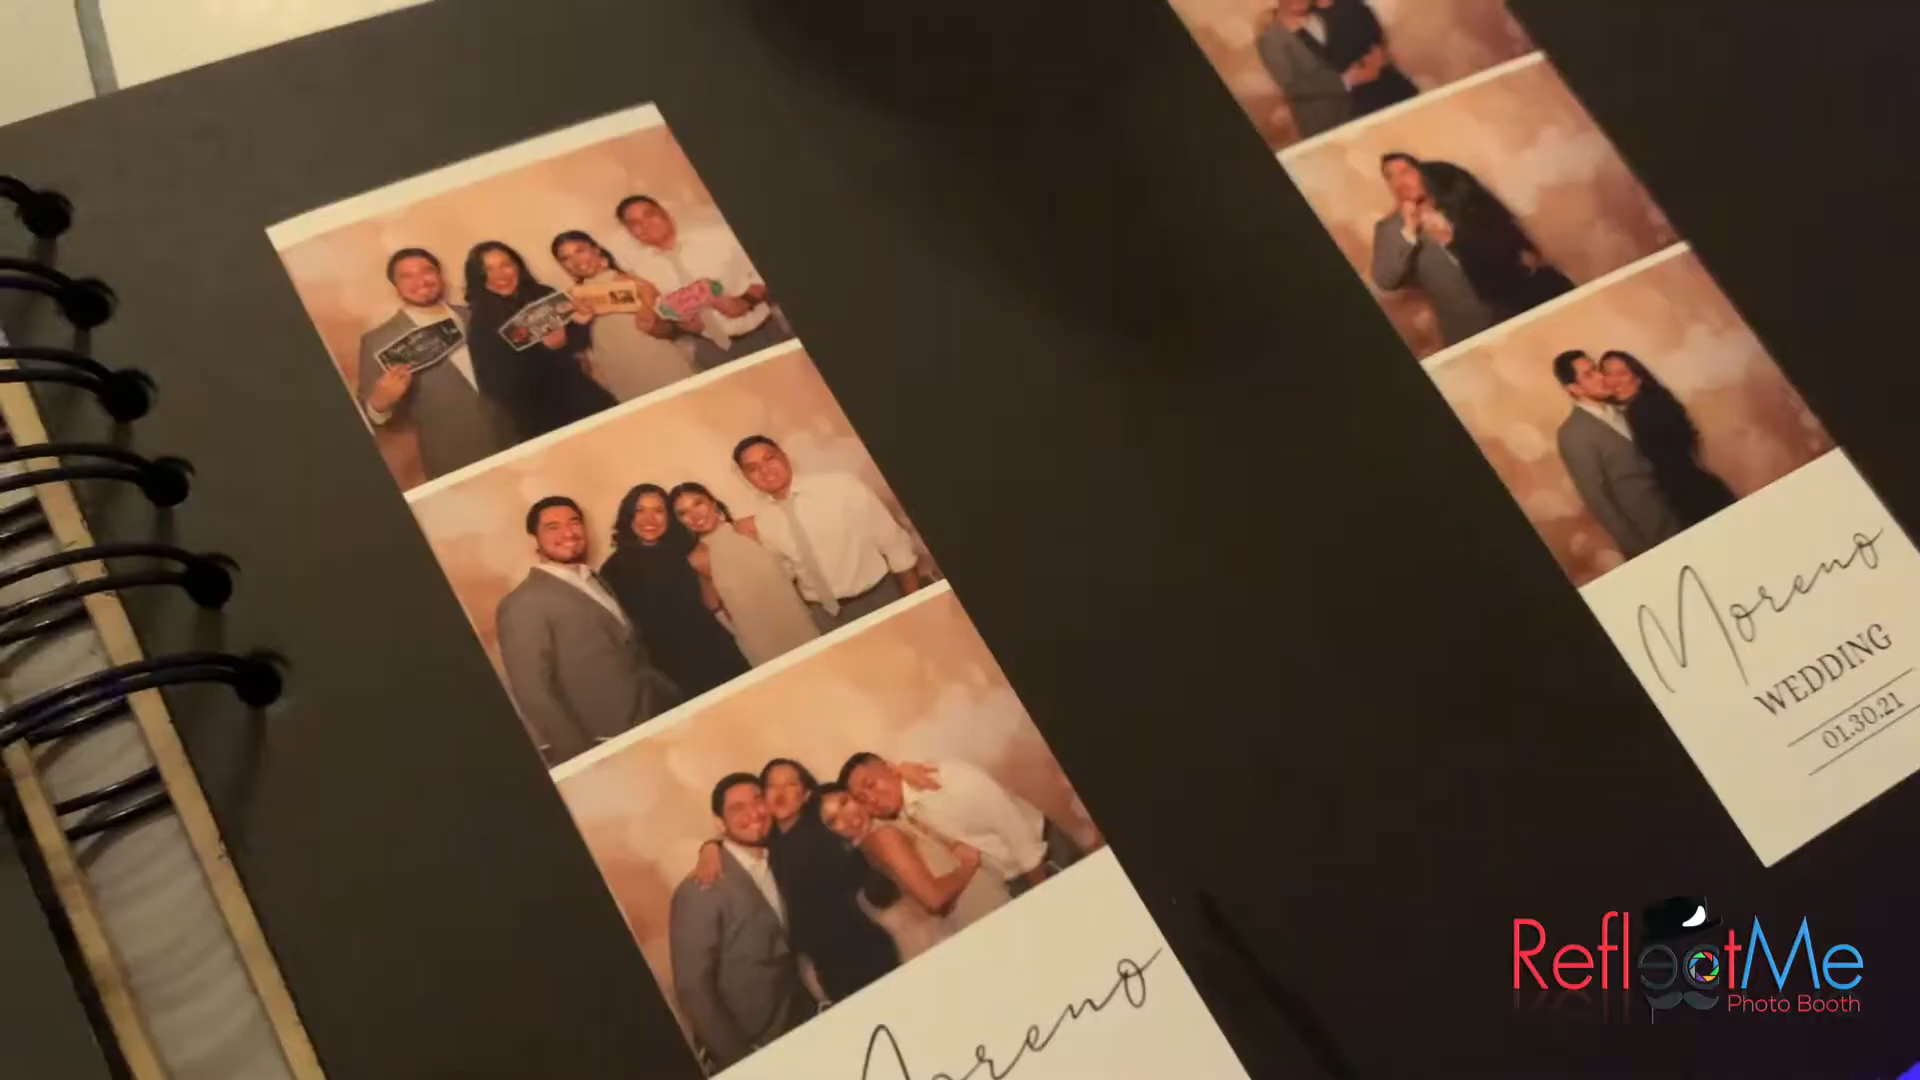 Moreno
WEDDING
01.30.21
Moreno
ReflectMe
Photo Booth